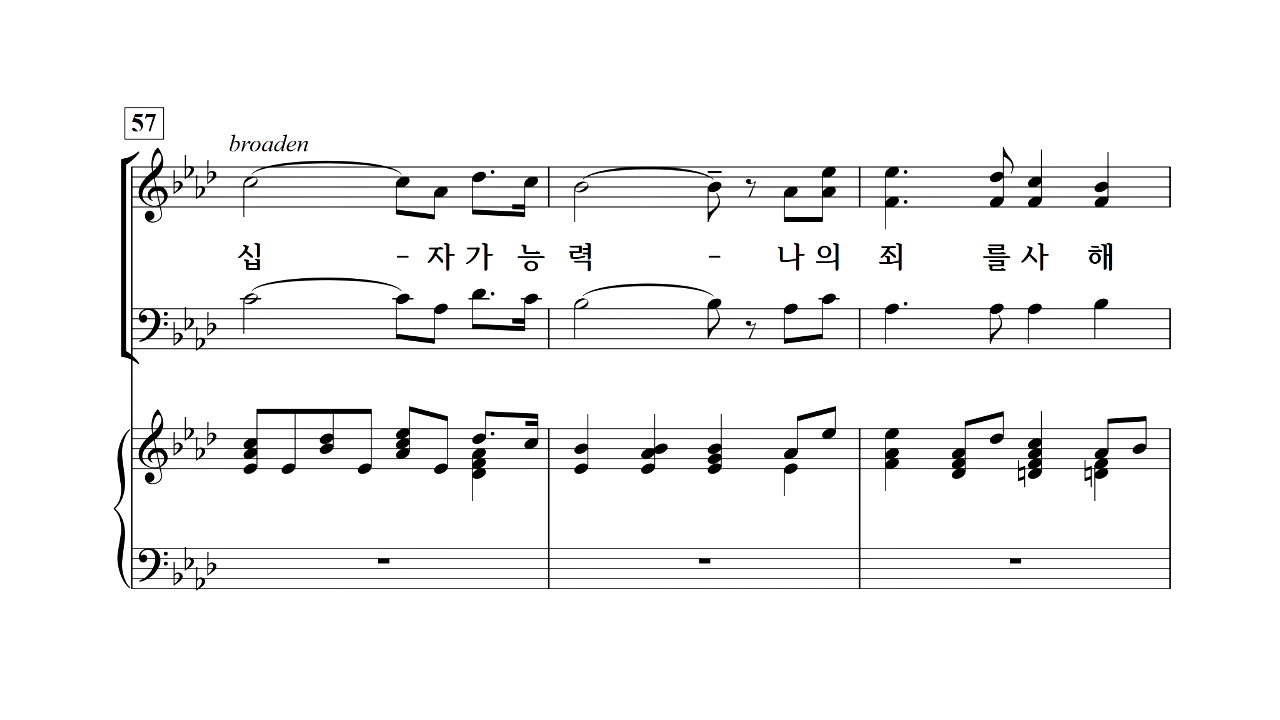 57
broaden
십 - 자 가 능 력 - 나 의 죄 를 사 해